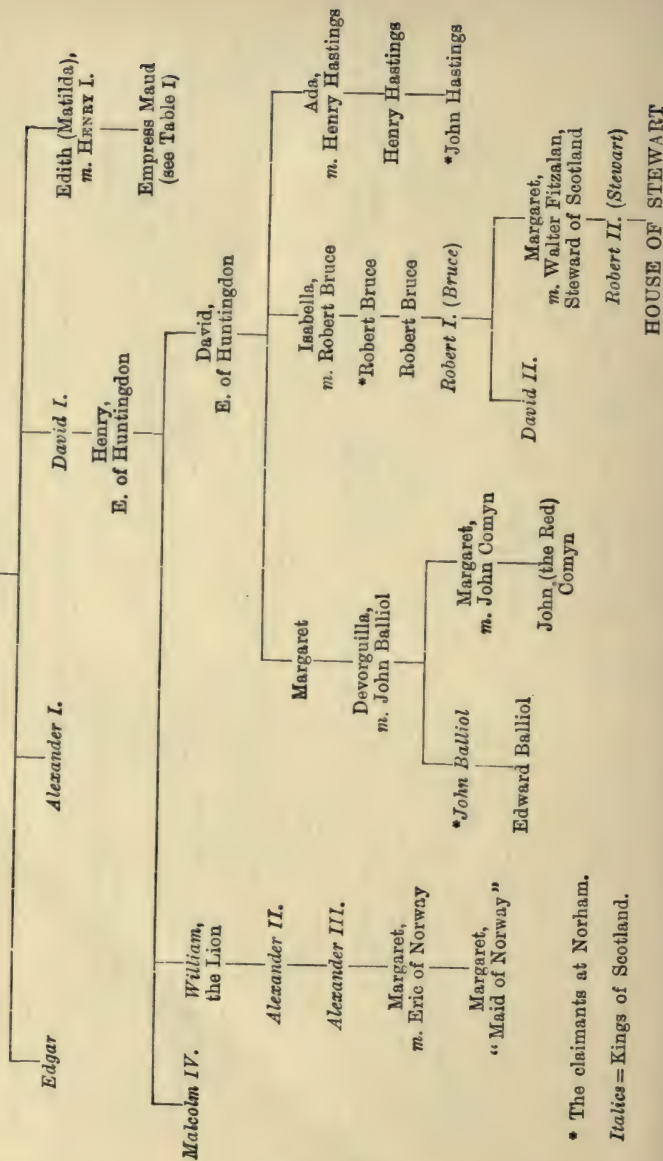 Edgar
Alexander I.
David I.
Edith (Matilda),
m. HENRY I.
Henry,
E. of Huntingdon
Empress Maud
(see Table I)
Malcolm IV.
William,
the Lion
David,
E. of Huntingdon
Alexander II.
Alexander III.
Margaret,
m. Eric of Norway
Margaret,
“Maid of Norway”
Margaret
Isabella,
m. Robert Bruce
Ada,
m. Henry Hastings
Devorguilla,
m. John Balliol
*Robert Bruce
Henry Hastings
Robert Bruce
*John Hastings
*John Balliol
Margaret,
m. John Comyn
Robert I. (Bruce)
Edward Balliol
John (the Red)
Comyn
David II.
Margaret,
m. Walter Fitzalan,
Steward of Scotland
Robert II. (Stewart)
HOUSE OF STEWART
* The claimants at Norham.
Italics=Kings of Scotland.